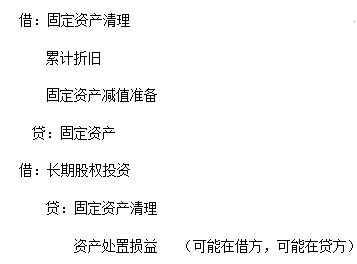 借：固定资产清理
累计折旧
固定资产减值准备
贷：固定资产
借：长期股权投资
贷：固定资产清理
资产处置损益 （可能在借方，可能在贷方）